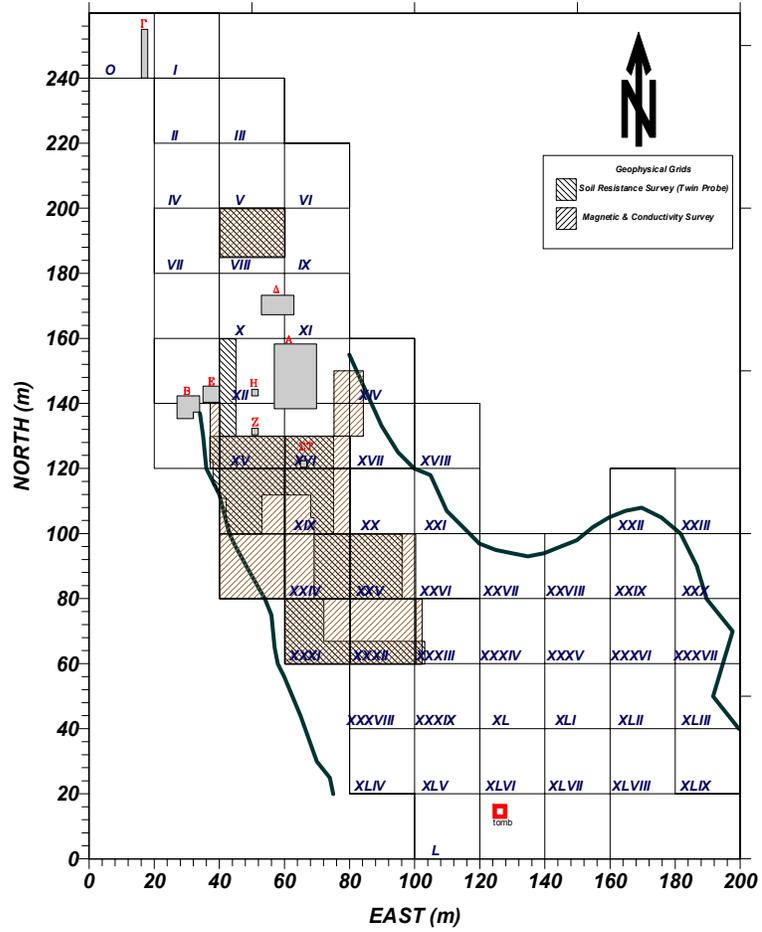 Γ
O I
240
220 II III
200 IV V VI
Geophysical Grids
Soil Resistance Survey (Twin Probe)
Magnetic & Conductivity Survey
180 VII VIII IX
Δ
160 X XI
A
B E H
140 XII XIV
Z
ΣΤ
120 XV XVI XVII XVIII
100 XIX XX XXI XXII XXIII
80 XXIV XXV XXVI XXVII XXVIII XXIX XXX
60 XXXI XXXII XXXIII XXXIV XXXV XXXVI XXXVII
40 XXXVIII XXXIX XL XLI XLII XLIII
20 XLIV XLV XLVI XLVII XLVIII XLIX
tomb
0 L
0 20 40 60 80 100 120 140 160 180 200
EAST (m)
NORTH (m)
N